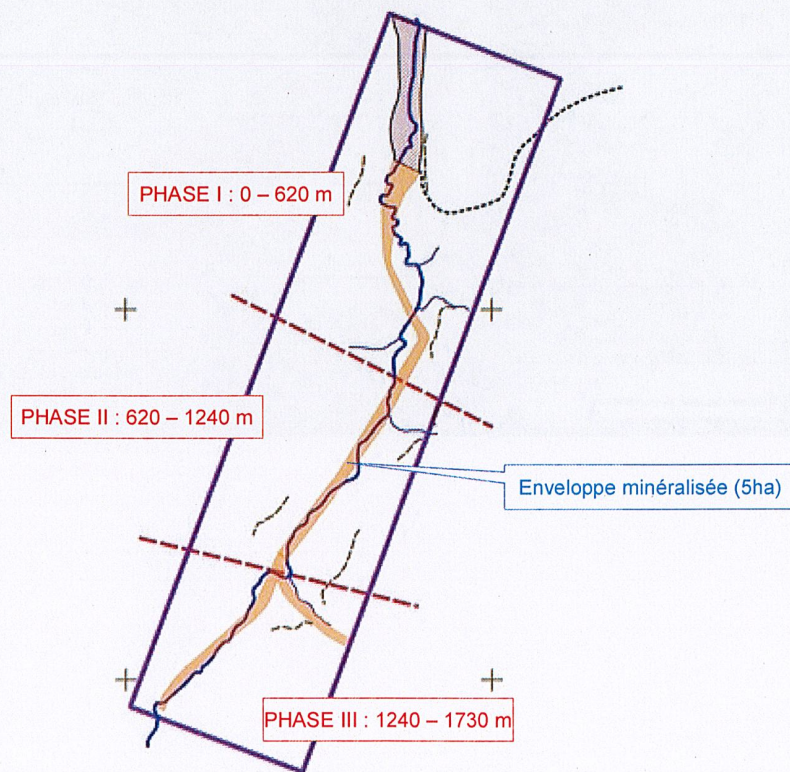 PHASE I : 0 – 620 m
PHASE II : 620 – 1240 m
Enveloppe minéralisée (5ha)
PHASE III : 1240 – 1730 m